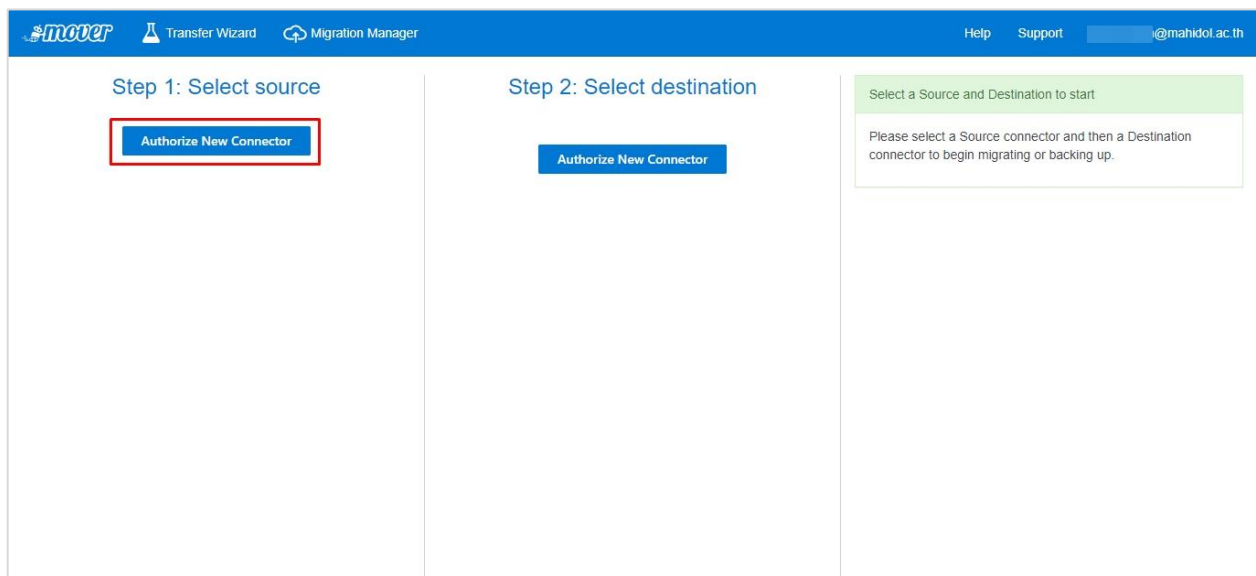 mover
Transfer Wizard
Migration Manager
Help
Support
@mahidol.ac.th
Step 1: Select source
Authorize New Connector
Step 2: Select destination
Authorize New Connector
Select a Source and Destination to start
Please select a Source connector and then a Destination
connector to begin migrating or backing up.